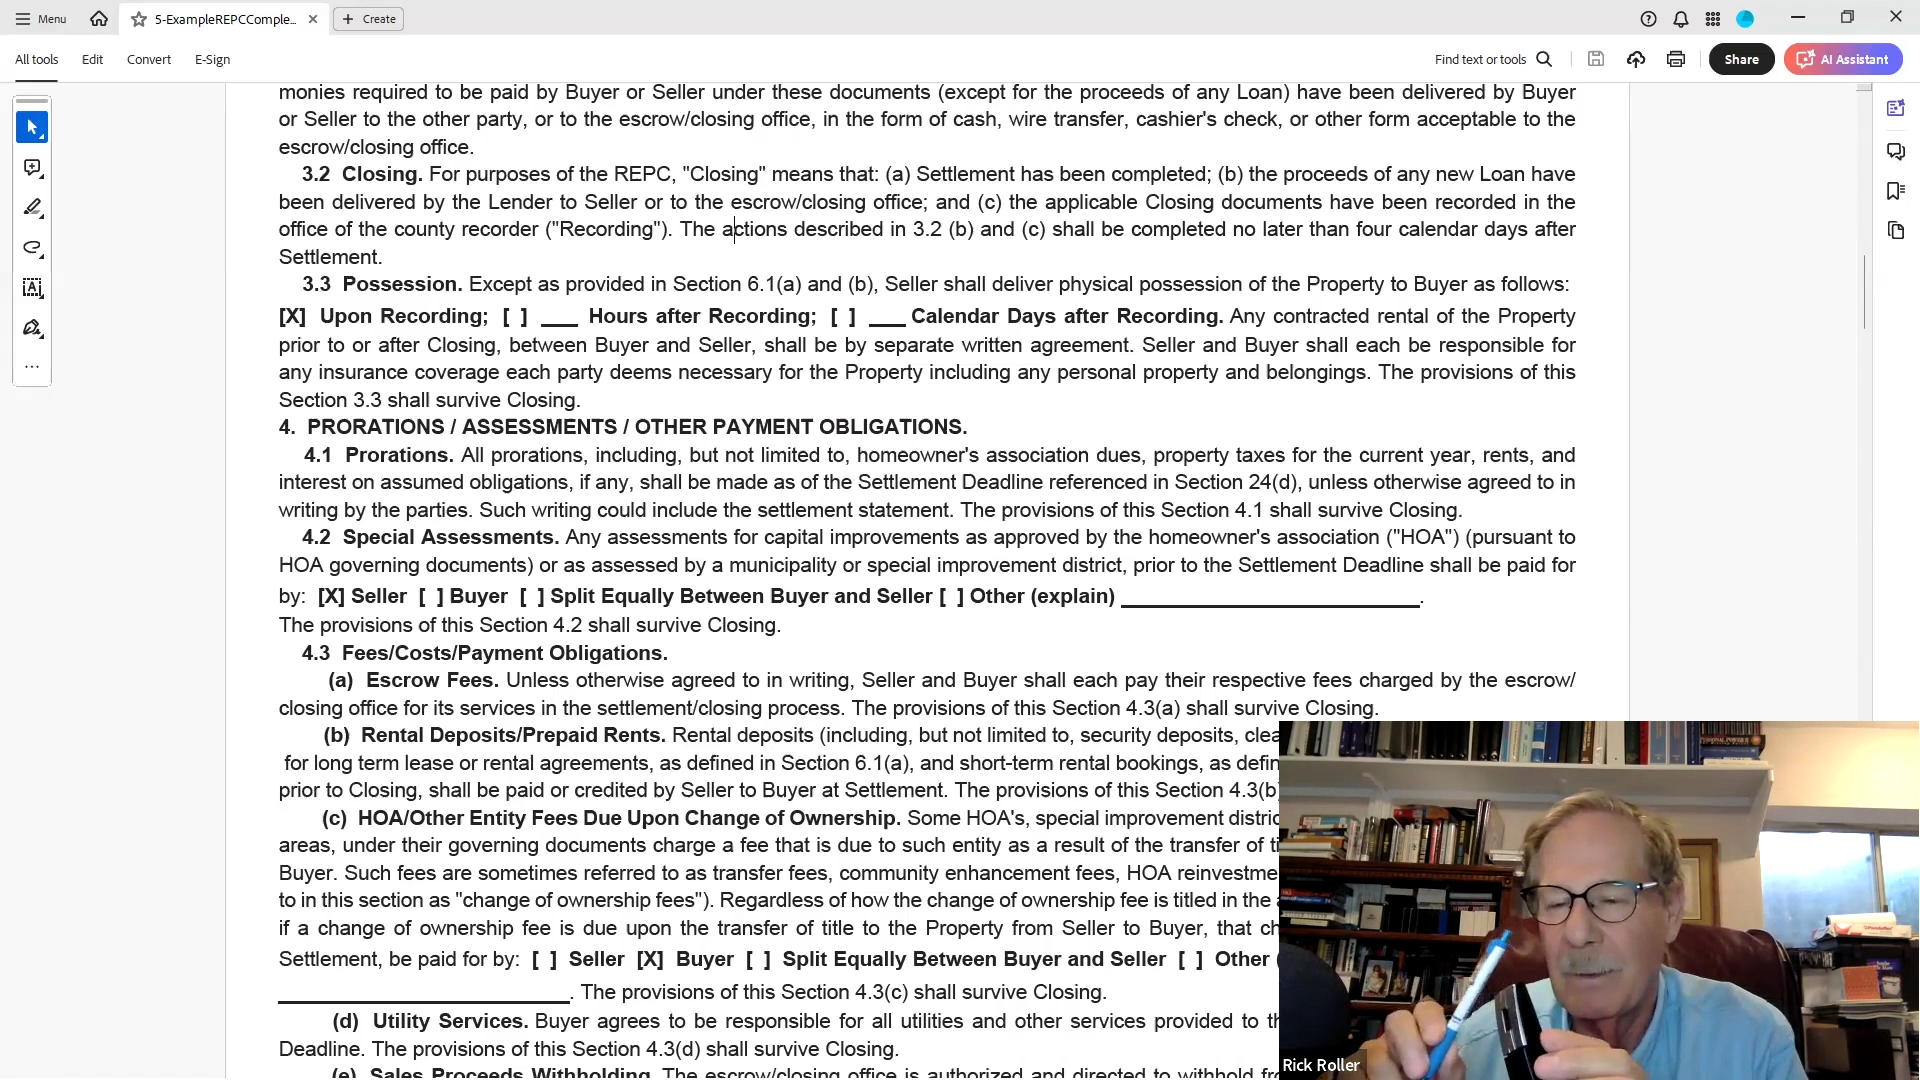 Menu
5-ExampleREPCComple...
Create
All tools
Edit
Convert
E-Sign
Find text or tools
Share
AI Assistant
monies required to be paid by Buyer or Seller under these documents (except for the proceeds of any Loan) have been delivered by Buyer
or Seller to the other party, or to the escrow/closing office, in the form of cash, wire transfer, cashier's check, or other form acceptable to the
escrow/closing office.
3.2 Closing. For purposes of the REPC, "Closing" means that: (a) Settlement has been completed; (b) the proceeds of any new Loan have
been delivered by the Lender to Seller or to the escrow/closing office; and (c) the applicable Closing documents have been recorded in the
office of the county recorder ("Recording"). The actions described in 3.2 (b) and (c) shall be completed no later than four calendar days after
Settlement.
3.3 Possession. Except as provided in Section 6.1(a) and (b), Seller shall deliver physical possession of the Property to Buyer as follows:
[X] Upon Recording; [ ] ___ Hours after Recording; [ ] ___ Calendar Days after Recording. Any contracted rental of the Property
prior to or after Closing, between Buyer and Seller, shall be by separate written agreement. Seller and Buyer shall each be responsible for
any insurance coverage each party deems necessary for the Property including any personal property and belongings. The provisions of this
Section 3.3 shall survive Closing.
4. PRORATIONS / ASSESSMENTS / OTHER PAYMENT OBLIGATIONS.
4.1 Prorations. All prorations, including, but not limited to, homeowner's association dues, property taxes for the current year, rents, and
interest on assumed obligations, if any, shall be made as of the Settlement Deadline referenced in Section 24(d), unless otherwise agreed to in
writing by the parties. Such writing could include the settlement statement. The provisions of this Section 4.1 shall survive Closing.
4.2 Special Assessments. Any assessments for capital improvements as approved by the homeowner's association ("HOA") (pursuant to
HOA governing documents) or as assessed by a municipality or special improvement district, prior to the Settlement Deadline shall be paid for
by: [X] Seller [ ] Buyer [ ] Split Equally Between Buyer and Seller [ ] Other (explain) ___________________________.
The provisions of this Section 4.2 shall survive Closing.
4.3 Fees/Costs/Payment Obligations.
(a) Escrow Fees. Unless otherwise agreed to in writing, Seller and Buyer shall each pay their respective fees charged by the escrow/
closing office for its services in the settlement/closing process. The provisions of this Section 4.3(a) shall survive Closing.
(b) Rental Deposits/Prepaid Rents. Rental deposits (including, but not limited to, security deposits, clea
for long term lease or rental agreements, as defined in Section 6.1(a), and short-term rental bookings, as defin
prior to Closing, shall be paid or credited by Seller to Buyer at Settlement. The provisions of this Section 4.3(b)
(c) HOA/Other Entity Fees Due Upon Change of Ownership. Some HOA's, special improvement distric
areas, under their governing documents charge a fee that is due to such entity as a result of the transfer of ti
Buyer. Such fees are sometimes referred to as transfer fees, community enhancement fees, HOA reinvestme
to in this section as "change of ownership fees"). Regardless of how the change of ownership fee is titled in the a
if a change of ownership fee is due upon the transfer of title to the Property from Seller to Buyer, that ch
Settlement, be paid for by: [ ] Seller [X] Buyer [ ] Split Equally Between Buyer and Seller [ ] Other (
__________________________. The provisions of this Section 4.3(c) shall survive Closing.
(d) Utility Services. Buyer agrees to be responsible for all utilities and other services provided to th
Deadline. The provisions of this Section 4.3(d) shall survive Closing.
(e) Sales Proceeds Withholding. The escrow/closing office is authorized and directed to withhold fr
Rick Roller